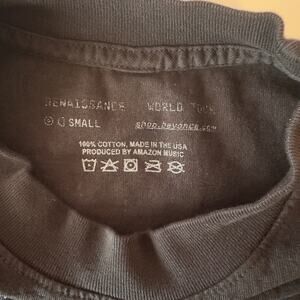 RENAISSANCE WORLD TOUR
SMALL shop.beyonce.com
100% COTTON, MADE IN THE USA
PRODUCED BY AMAZON MUSIC